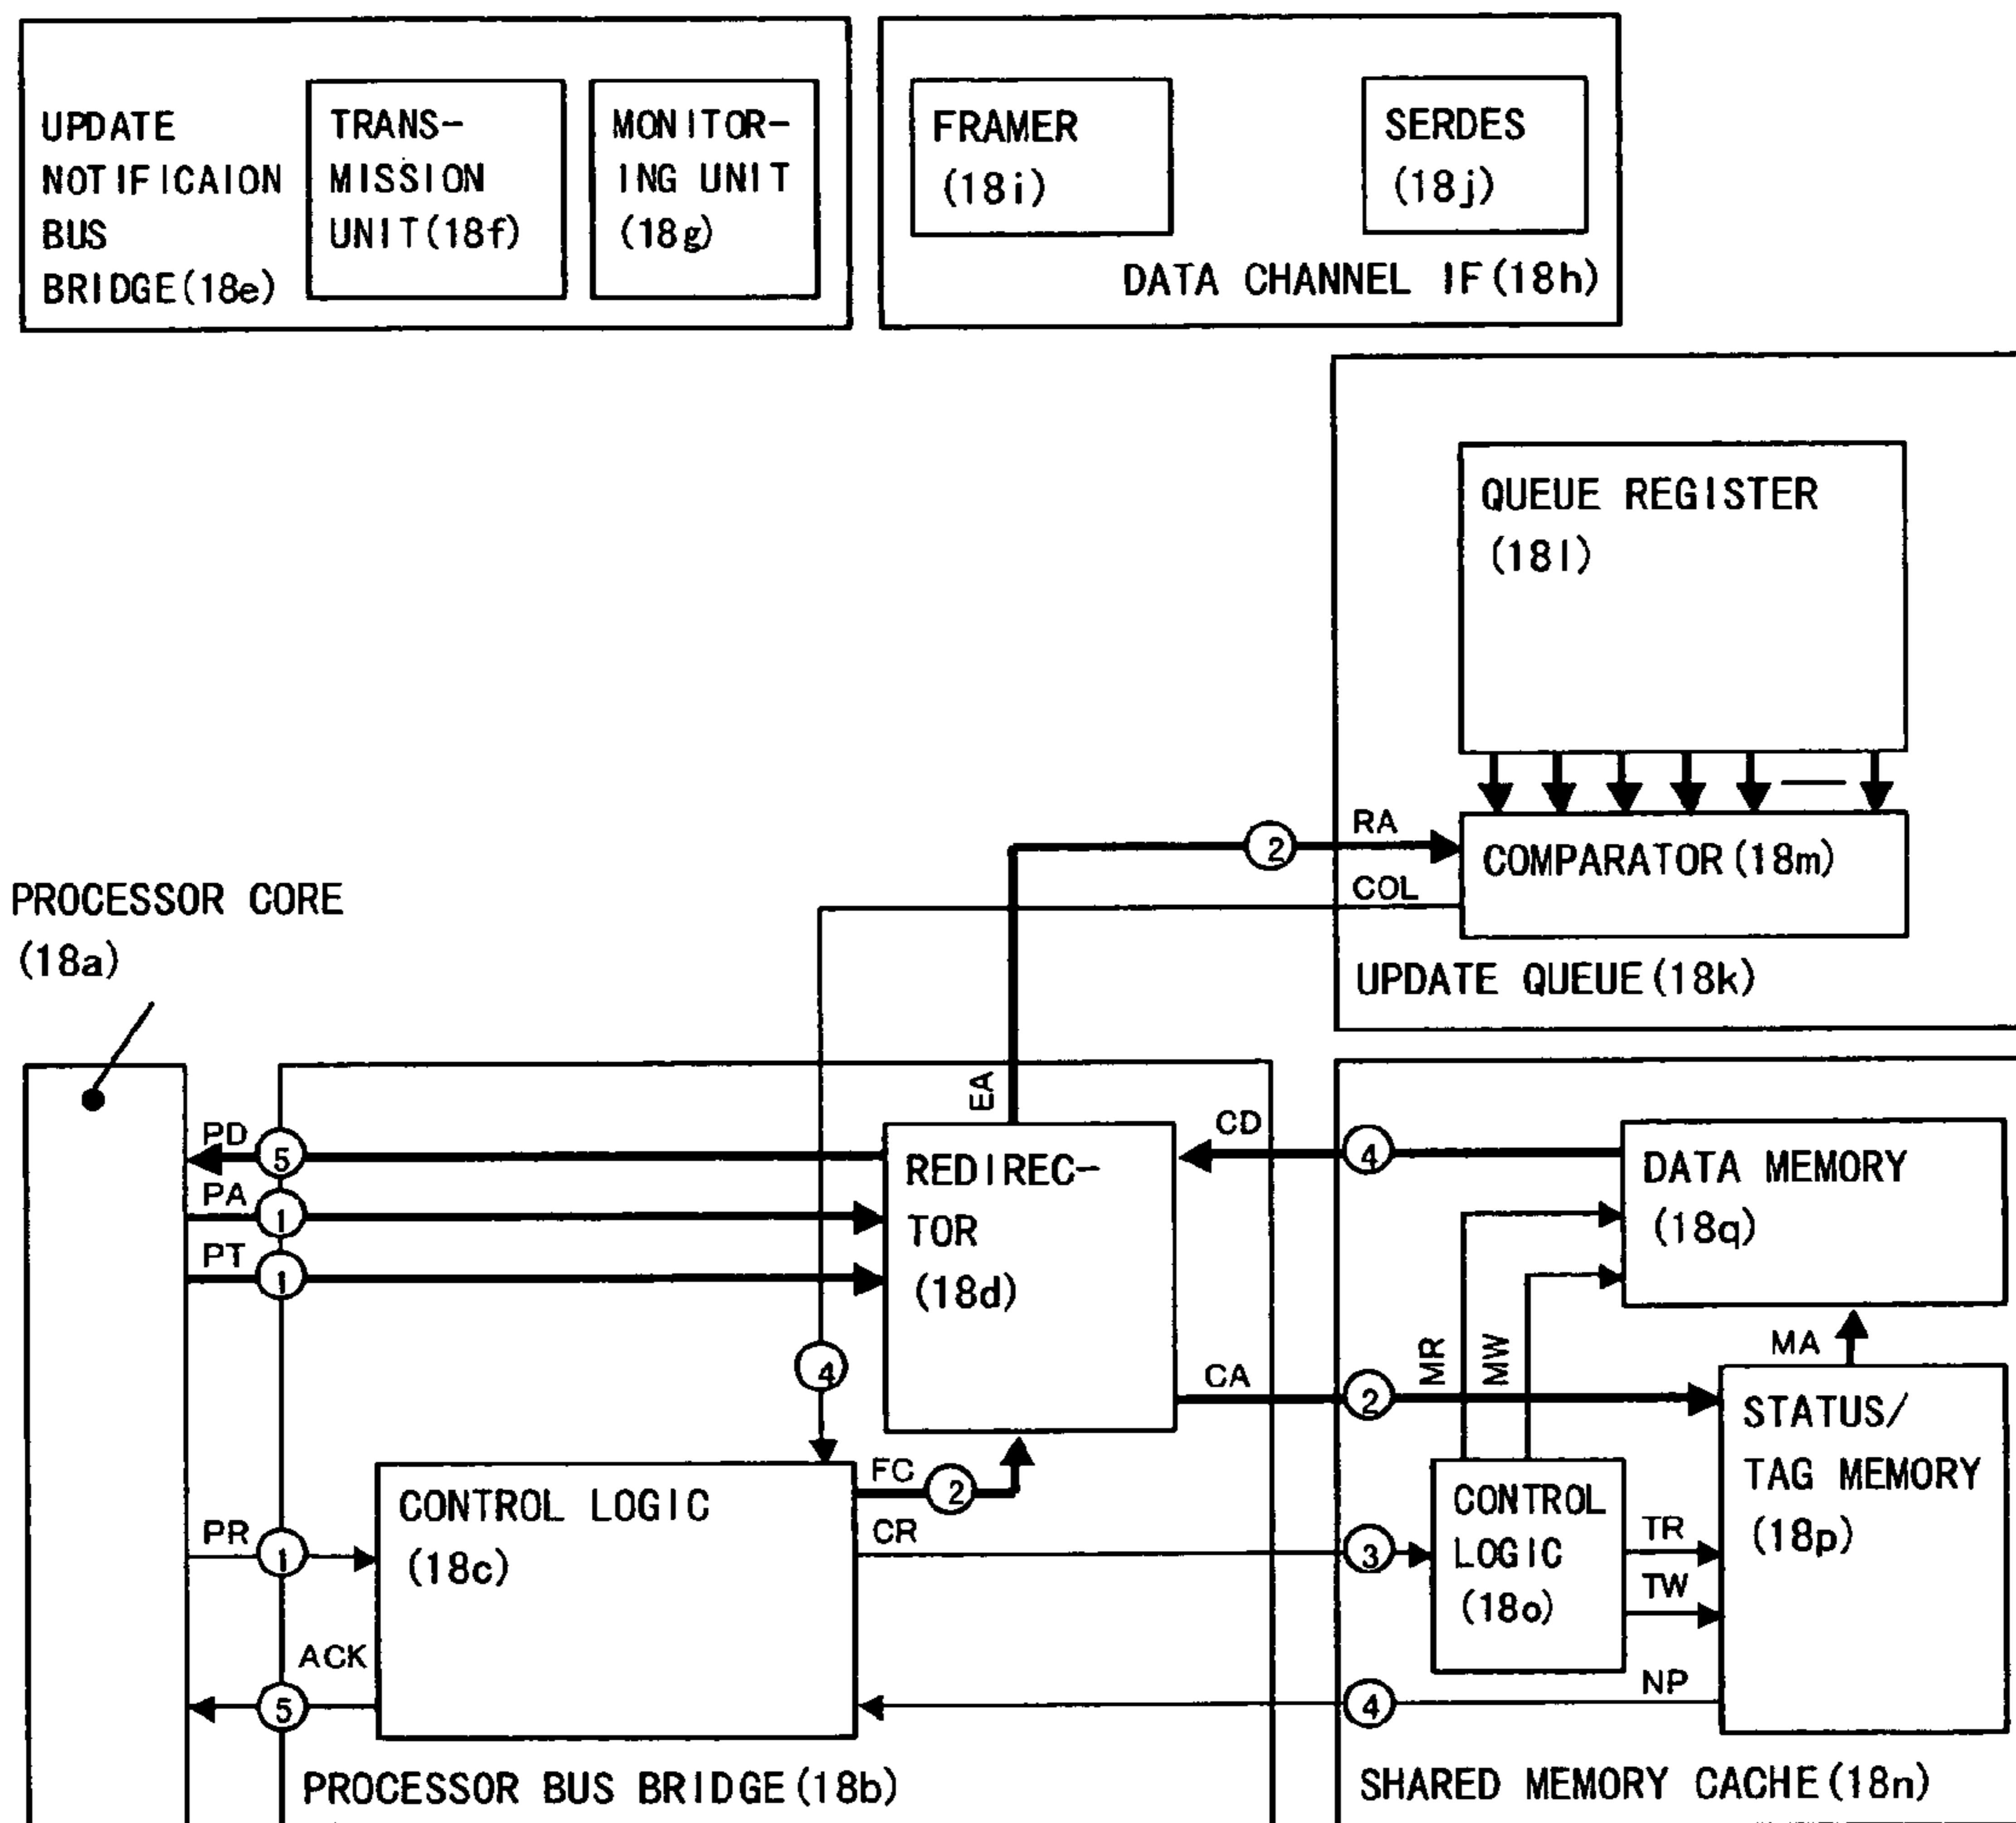 UPDATE
NOTIFICAION
BUS
BRIDGE(18e)
TRANS-
MISSION
UNIT(18f)
MONITOR-
ING UNIT
(18g)
FRAMER
(18i)
SERDES
(18j)
DATA CHANNEL IF(18h)
QUEUE REGISTER
(18l)
RA
2
COMPARATOR(18m)
COL
UPDATE QUEUE(18k)
PROCESSOR CORE
(18a)
EA
PD
5
PA
1
PT
1
REDIREC-
TOR
(18d)
CD
4
DATA MEMORY
(18q)
4
CA
2
MR
MW
MA
STATUS/
TAG MEMORY
(18p)
FC
2
CONTROL LOGIC
(18c)
PR
1
CR
3
CONTROL
LOGIC
(18o)
TR
TW
ACK
5
4
NP
PROCESSOR BUS BRIDGE(18b)
SHARED MEMORY CACHE(18n)